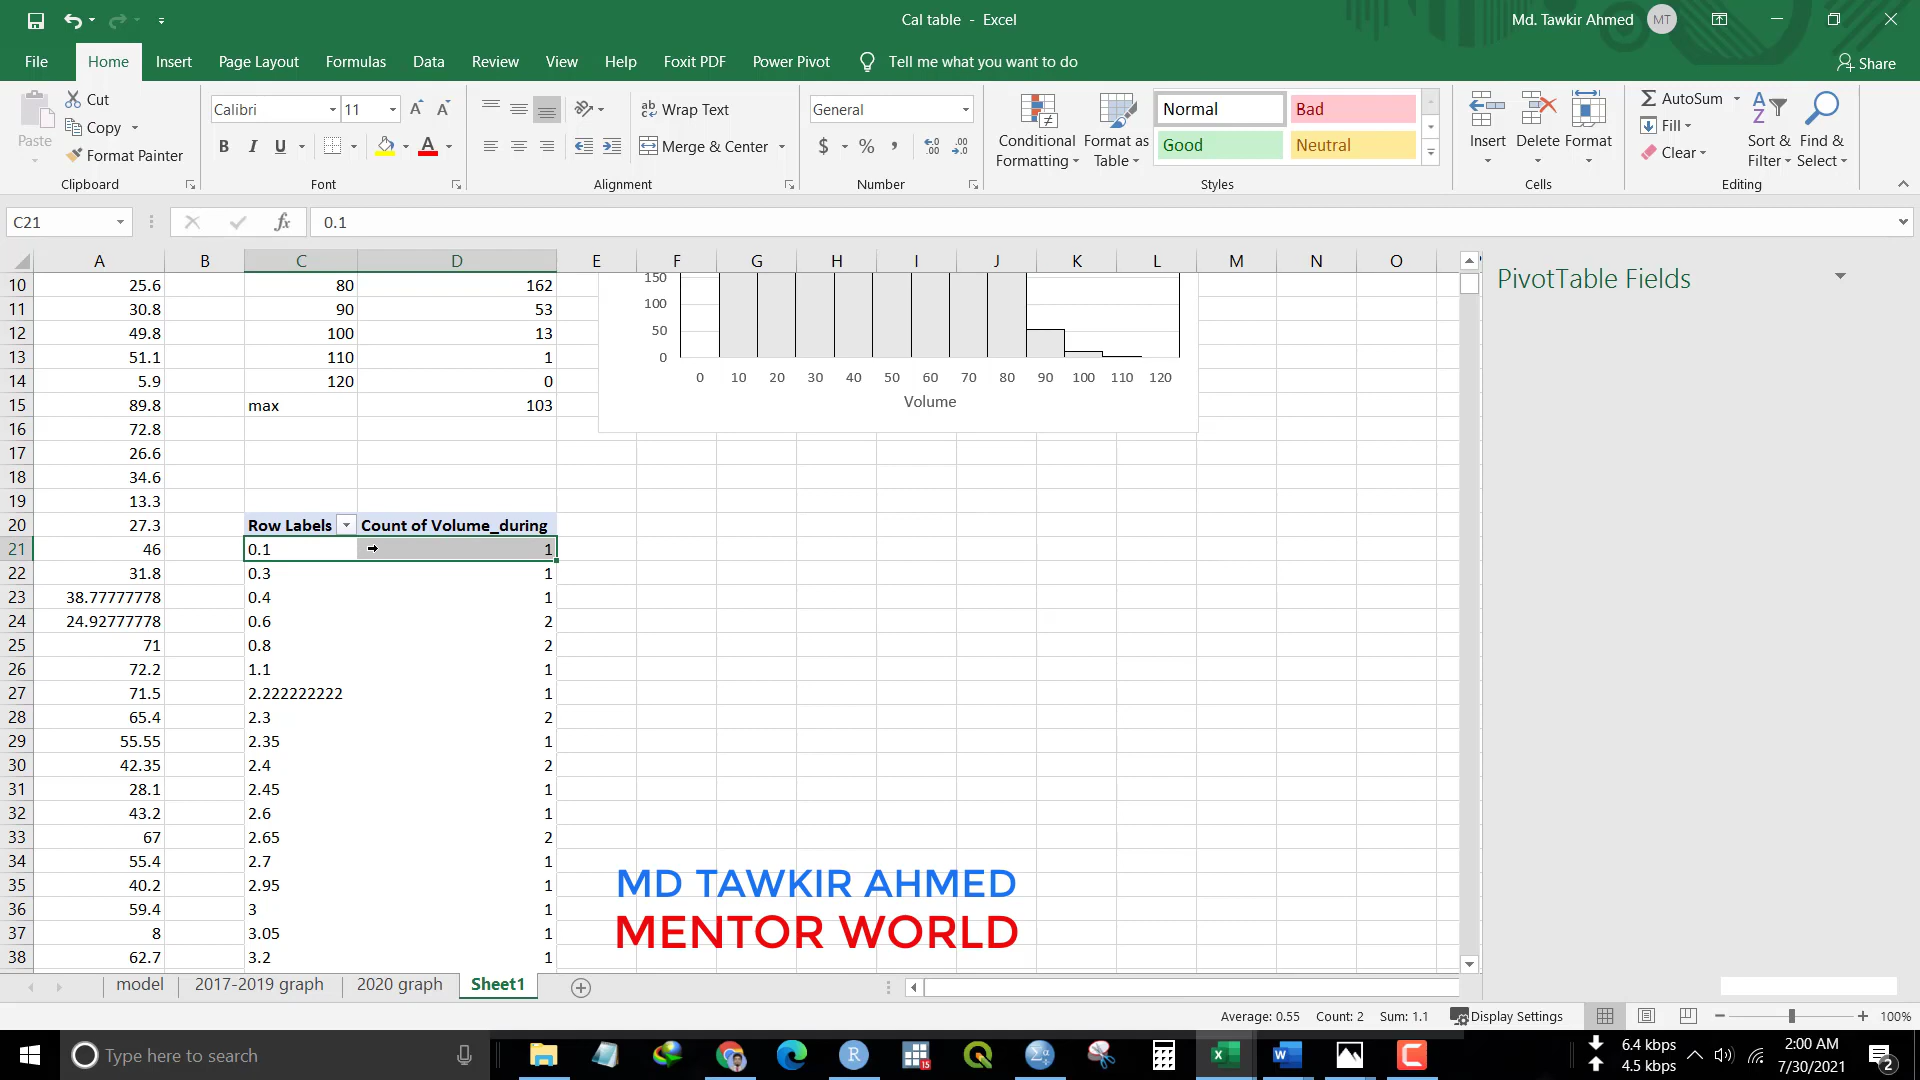 Cal table - Excel
Md. Tawkir Ahmed MT
File Home Insert Page Layout Formulas Data Review View Help Foxit PDF Power Pivot Tell me what you want to do Share
Cut
Copy
Format Painter
Paste
Clipboard
Calibri 11 A A
B I U A
Font
ab Wrap Text
Merge & Center
Alignment
General
$ % ,
Number
Conditional Formatting
Format as Table
Normal Bad
Good Neutral
Styles
Insert Delete Format
Cells
AutoSum
Fill
Clear
Sort & Filter
Find & Select
Editing
C21 fx 0.1
A B C D E F G H I J K L M N O
10 25.6 80 162
11 30.8 90 53
12 49.8 100 13
13 51.1 110 1
14 5.9 120 0
15 89.8 max 103
16 72.8
17 26.6
18 34.6
19 13.3
20 27.3 Row Labels Count of Volume_during
21 46 0.1 1
22 31.8 0.3 1
23 38.77777778 0.4 1
24 24.92777778 0.6 2
25 71 0.8 2
26 72.2 1.1 1
27 71.5 2.222222222 1
28 65.4 2.3 2
29 55.55 2.35 1
30 42.35 2.4 2
31 28.1 2.45 1
32 43.2 2.6 1
33 67 2.65 2
34 55.4 2.7 1
35 40.2 2.95 1
36 59.4 3 1
37 8 3.05 1
38 62.7 3.2 1
150
100
50
0
0 10 20 30 40 50 60 70 80 90 100 110 120
Volume
PivotTable Fields
MD TAWKIR AHMED
MENTOR WORLD
model 2017-2019 graph 2020 graph Sheet1
Average: 0.55 Count: 2 Sum: 1.1 Display Settings 100%
Type here to search
6.4 kbps
4.5 kbps
2:00 AM
7/30/2021
2